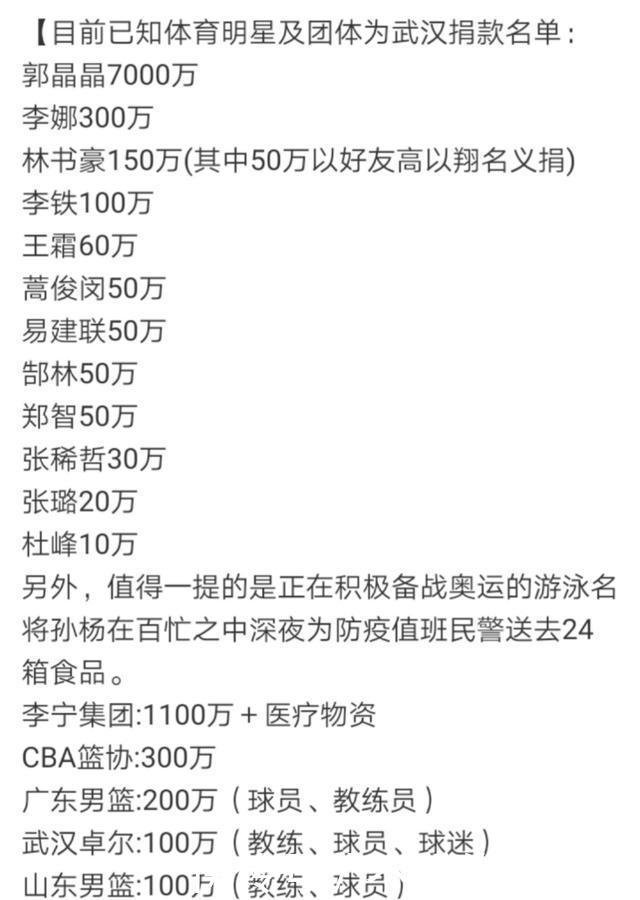 【目前已知体育明星及团体为武汉捐款名单：
郭晶晶7000万
李娜300万
林书豪150万(其中50万以好友高以翔名义捐)
李铁100万
王霜60万
蒿俊闵50万
易建联50万
郜林50万
郑智50万
张稀哲30万
张璐20万
杜峰10万
另外，值得一提的是正在积极备战奥运的游泳名
将孙杨在百忙之中深夜为防疫值班民警送去24
箱食品。
李宁集团:1100万＋医疗物资
CBA篮协:300万
广东男篮:200万（球员、教练员）
武汉卓尔:100万（教练、球员、球迷）
山东男篮:100万（教练、球员）